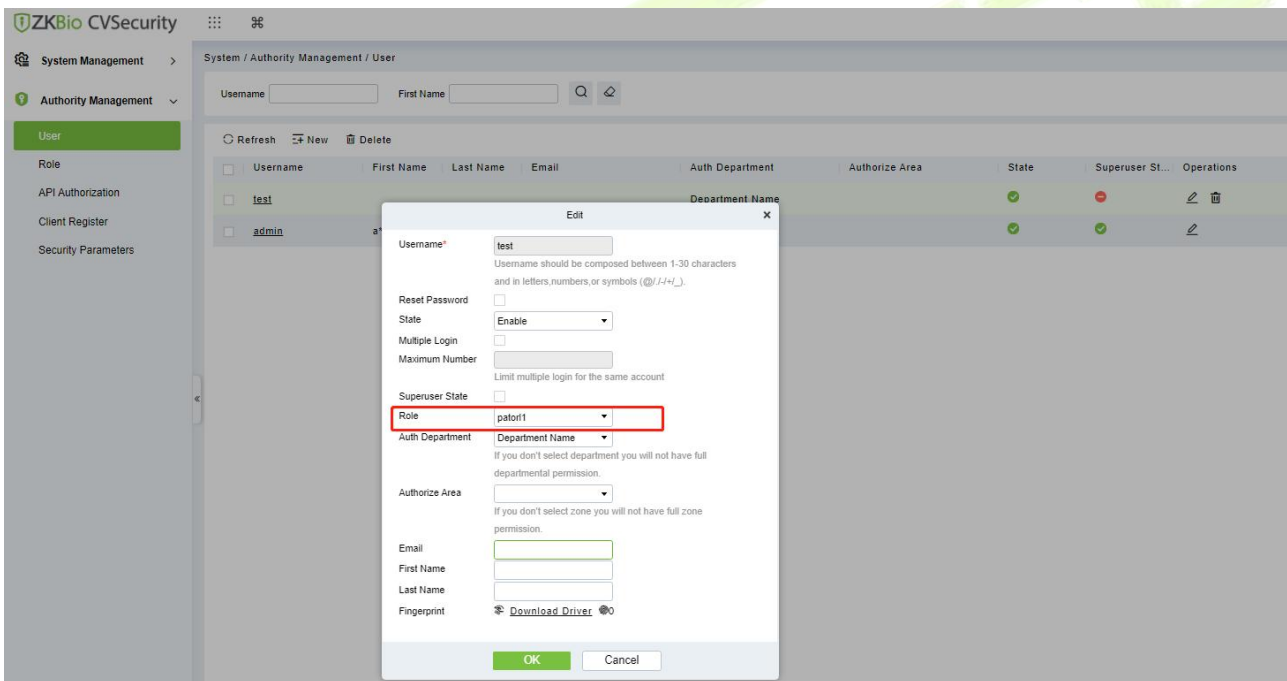 ZKBio CVSecurity
System Management
Authority Management
User
Role
API Authorization
Client Register
Security Parameters
System / Authority Management / User
Username
First Name
Refresh New Delete
Username First Name Last Name Email Auth Department Authorize Area State Superuser St... Operations
test Department Name
admin a*
Edit
Username*
test
Username should be composed between 1-30 characters
and in letters,numbers,or symbols (@/./-/+/_).
Reset Password
State Enable
Multiple Login
Maximum Number
Limit multiple login for the same account
Superuser State
Role patorl1
Auth Department Department Name
If you don't select department you will not have full
departmental permission.
Authorize Area
If you don't select zone you will not have full zone
permission.
Email
First Name
Last Name
Fingerprint Download Driver 0
OK Cancel